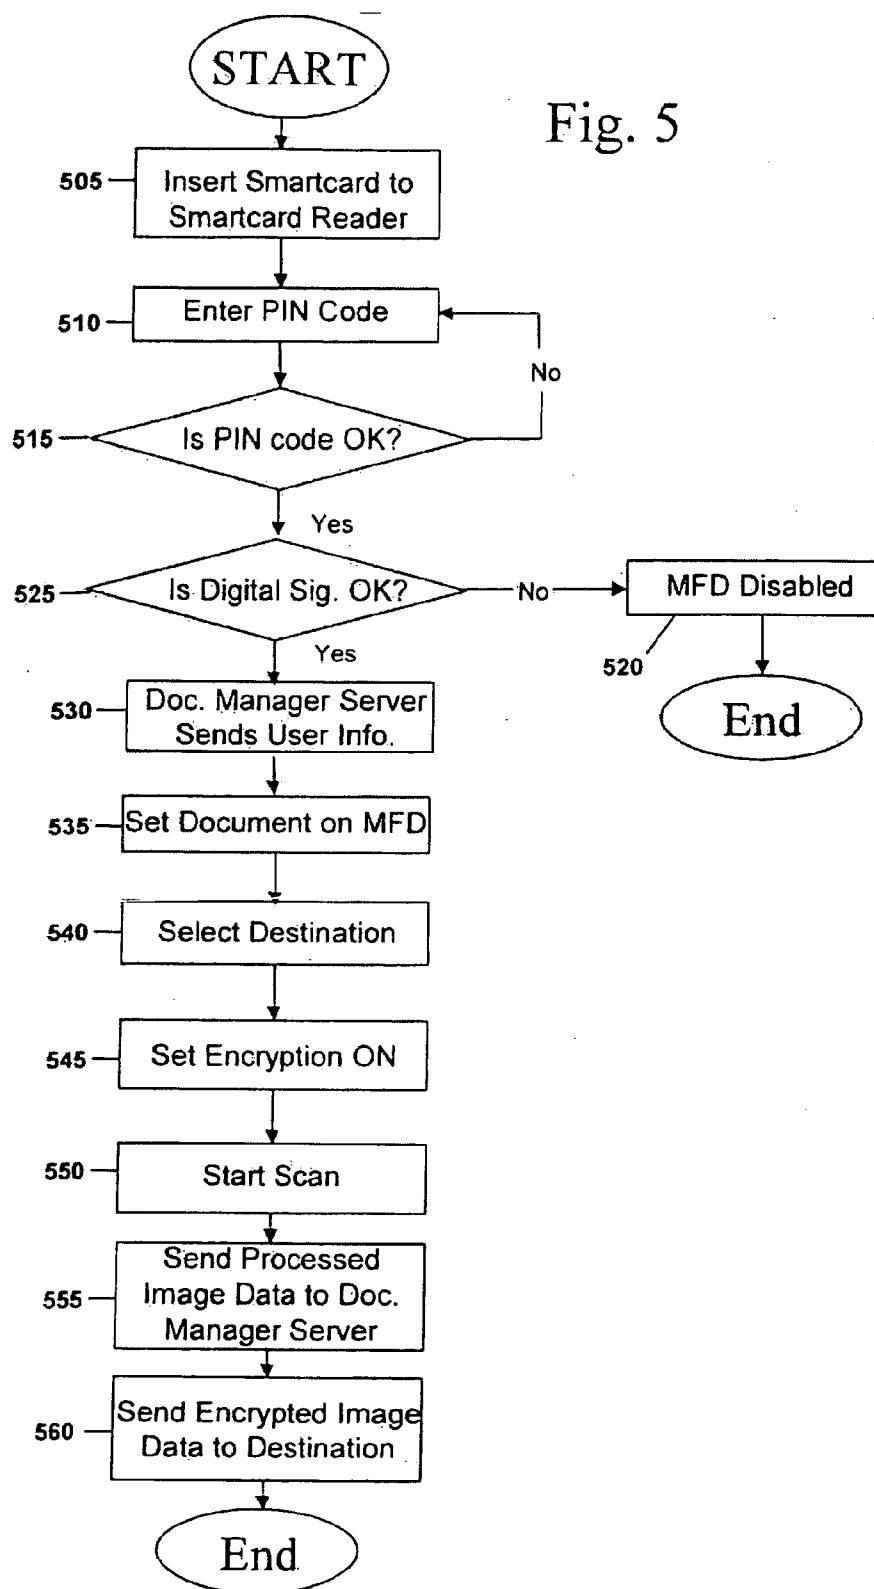 START
Fig. 5
505
Insert Smartcard to
Smartcard Reader
510
Enter PIN Code
No
515
Is PIN code OK?
Yes
525
Is Digital Sig. OK?
No
MFD Disabled
520
Yes
End
530
Doc. Manager Server
Sends User Info.
535
Set Document on MFD
540
Select Destination
545
Set Encryption ON
550
Start Scan
555
Send Processed
Image Data to Doc.
Manager Server
560
Send Encrypted Image
Data to Destination
End